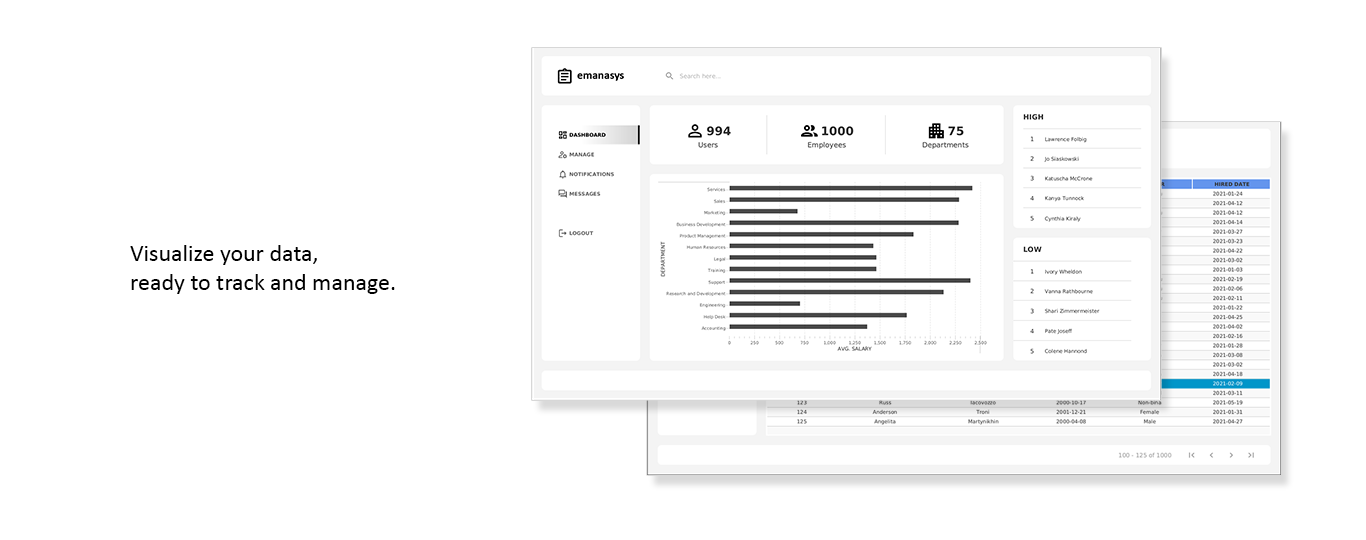 Visualize your data,
ready to track and manage.
emanasys
Search here...
DASHBOARD
MANAGE
NOTIFICATIONS
MESSAGES
LOGOUT
994
Users
1000
Employees
75
Departments
DEPARTMENT
Services
Sales
Marketing
Business Development
Product Management
Human Resources
Legal
Training
Support
Research and Development
Engineering
Help Desk
Accounting
0 250 500 750 1,000 1,250 1,500 1,750 2,000 2,250 2,500
AVG. SALARY
HIGH
1 Lawrence Folbig
2 Jo Siaskowski
3 Katuscha McCrone
4 Kanya Tunnock
5 Cynthia Kiraly
LOW
1 Ivory Wheldon
2 Vanna Rathbourne
3 Shari Zimmermeister
4 Pate Joseff
5 Colene Hannond
HIRED DATE
2021-01-24
2021-04-12
2021-04-12
2021-04-14
2021-03-27
2021-03-23
2021-04-22
2021-03-02
2021-01-03
2021-02-19
2021-02-06
2021-02-11
2021-01-22
2021-04-25
2021-04-02
2021-02-16
2021-01-28
2021-03-08
2021-03-02
2021-04-18
2021-02-09
2021-03-11
123 Russ Iacovozzo 2000-10-17 Non-bina 2021-05-19
124 Anderson Troni 2001-12-21 Female 2021-01-31
125 Angelita Martynikhin 2000-04-08 Male 2021-04-27
100 - 125 of 1000